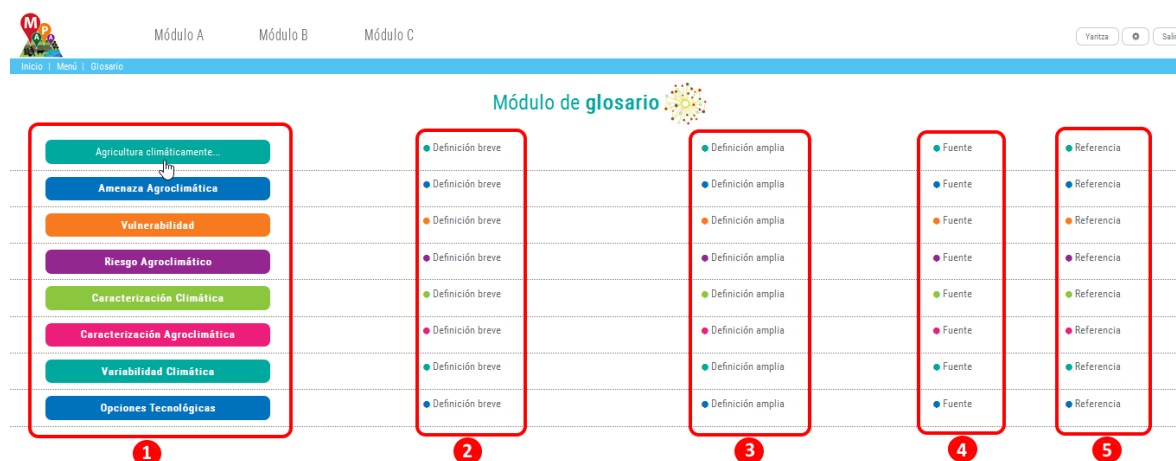 M
A P A
Módulo A Módulo B Módulo C
Yaritza
Inicio | Menú | Glosario
Módulo de glosario
Agricultura climáticamente... Definición breve Definición amplia Fuente Referencia
Amenaza Agroclimática Definición breve Definición amplia Fuente Referencia
Vulnerabilidad Definición breve Definición amplia Fuente Referencia
Riesgo Agroclimático Definición breve Definición amplia Fuente Referencia
Caracterización Climática Definición breve Definición amplia Fuente Referencia
Caracterización Agroclimática Definición breve Definición amplia Fuente Referencia
Variabilidad Climática Definición breve Definición amplia Fuente Referencia
Opciones Tecnológicas Definición breve Definición amplia Fuente Referencia
1 2 3 4 5